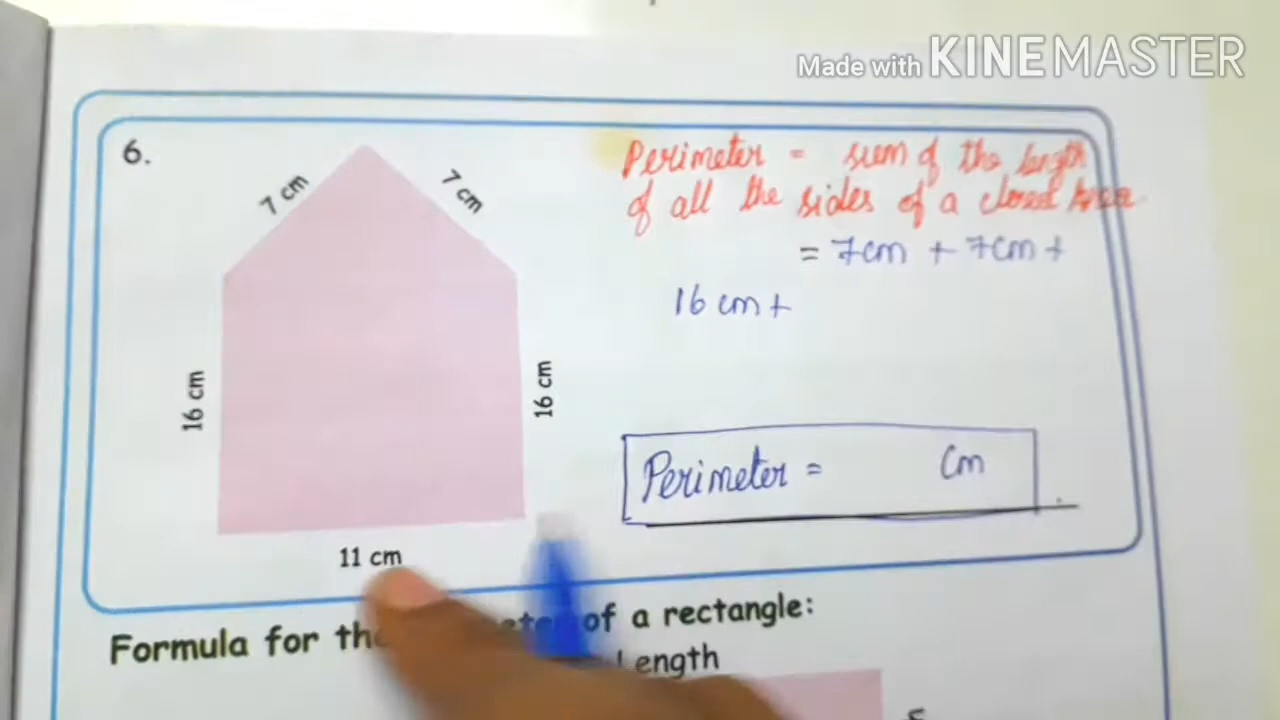 Made with KINEMASTER
6.
7 cm
7 cm
Perimeter = sum of the length
of all the sides of a closed
= 7cm + 7cm +
16 cm +
16 cm
16 cm
Perimeter = cm
11 cm
Formula for the of a rectangle:
Length